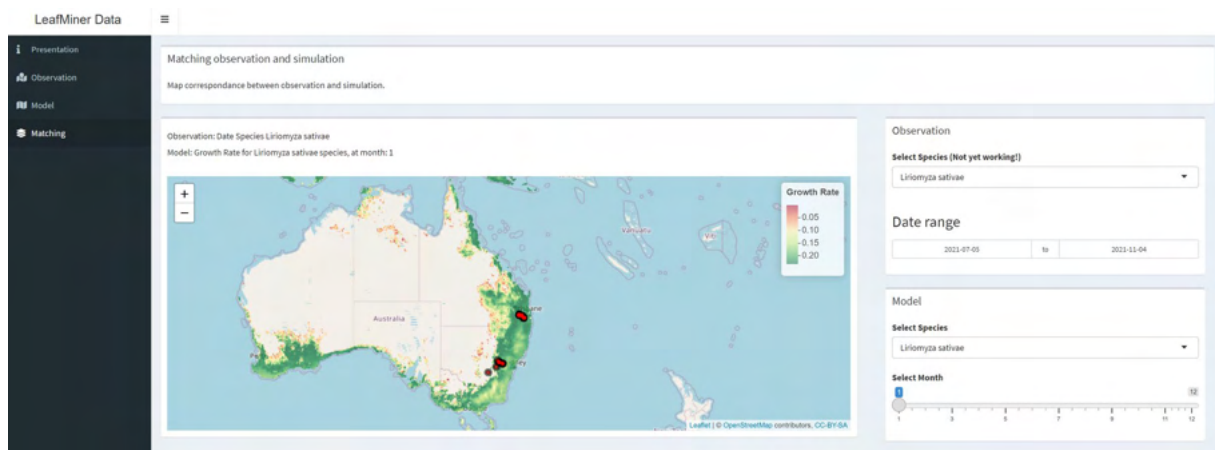 LeafMiner Data
Presentation
Observation
Model
Matching
Matching observation and simulation
Map correspondance between observation and simulation.
Observation: Date Species Liriomyza sativae
Model: Growth Rate for Liriomyza sativae species, at month: 1
+
−
Growth Rate
0.05
0.10
0.15
0.20
Vanuatu
Viti
Australia
Leaflet | © OpenStreetMap contributors, CC-BY-SA
Observation
Select Species (Not yet working!)
Liriomyza sativae
Date range
2021-07-05 to 2021-11-04
Model
Select Species
Liriomyza sativae
Select Month
1 12
1 3 5 7 9 11 12